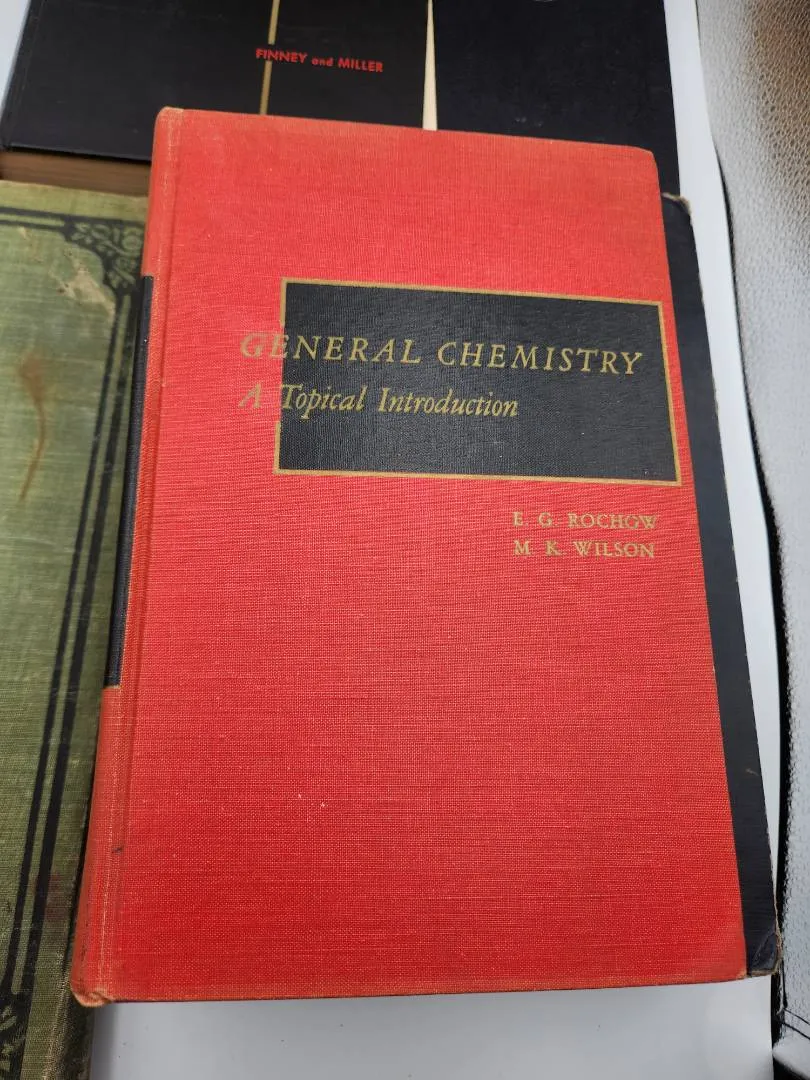 FINNEY and MILLER
GENERAL CHEMISTRY
A Topical Introduction
E. G. ROCHOW
M. K. WILSON